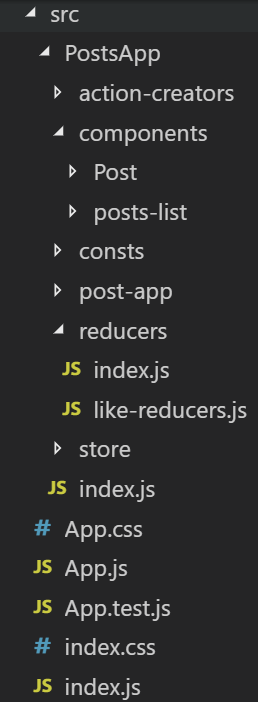 src
PostsApp
action-creators
components
Post
posts-list
consts
post-app
reducers
JS index.js
JS like-reducers.js
store
JS index.js
# App.css
JS App.js
JS App.test.js
# index.css
JS index.js